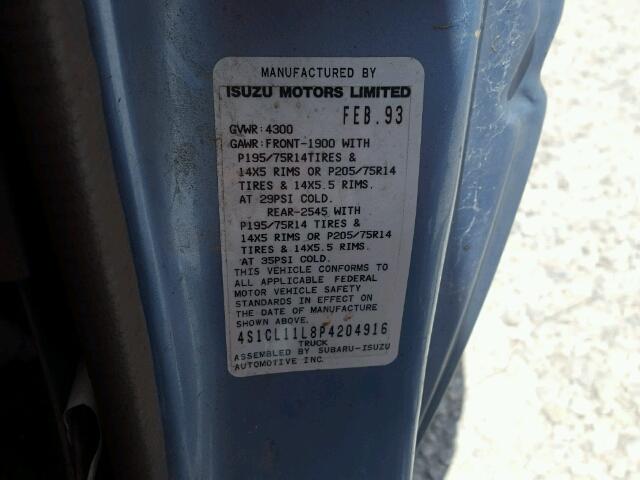 MANUFACTURED BY
ISUZU MOTORS LIMITED
FEB.93
GVWR:4300
GAWR:FRONT-1900 WITH
P195/75R14TIRES &
14X5 RIMS OR P205/75R14
TIRES & 14X5.5 RIMS.
AT 29PSI COLD.
REAR-2545 WITH
P195/75R14 TIRES &
14X5 RIMS OR P205/75R14
TIRES & 14X5.5 RIMS.
AT 35PSI COLD.
THIS VEHICLE CONFORMS TO
ALL APPLICABLE FEDERAL
MOTOR VEHICLE SAFETY
STANDARDS IN EFFECT ON
THE DATE OF MANUFACTURE
SHOWN ABOVE.
4S1CL11L8P4204916
TRUCK
ASSEMBLED BY SUBARU-ISUZU
AUTOMOTIVE INC.